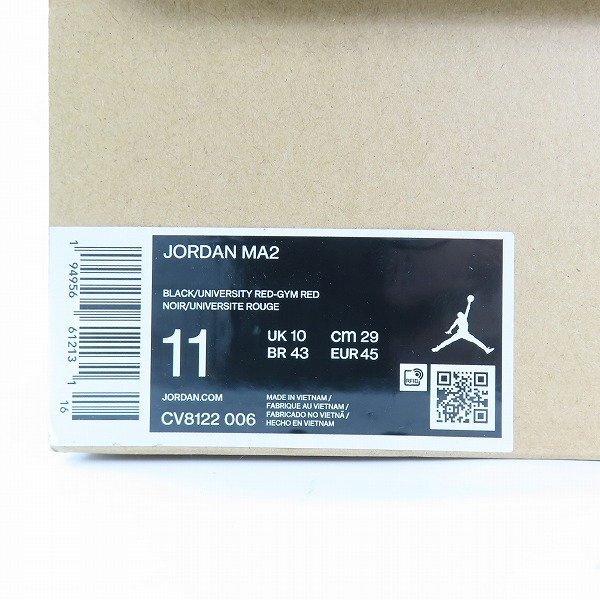 JORDAN MA2
BLACK/UNIVERSITY RED-GYM RED
NOIR/UNIVERSITE ROUGE
11
UK 10
cm 29
BR 43
EUR 45
JORDAN.COM
CV8122 006
MADE IN VIETNAM /
FABRIQUE AU VIETNAM /
FABRICADO NO VIETNÃ /
HECHO EN VIETNAM
RFID
1 94956 61213 1 16